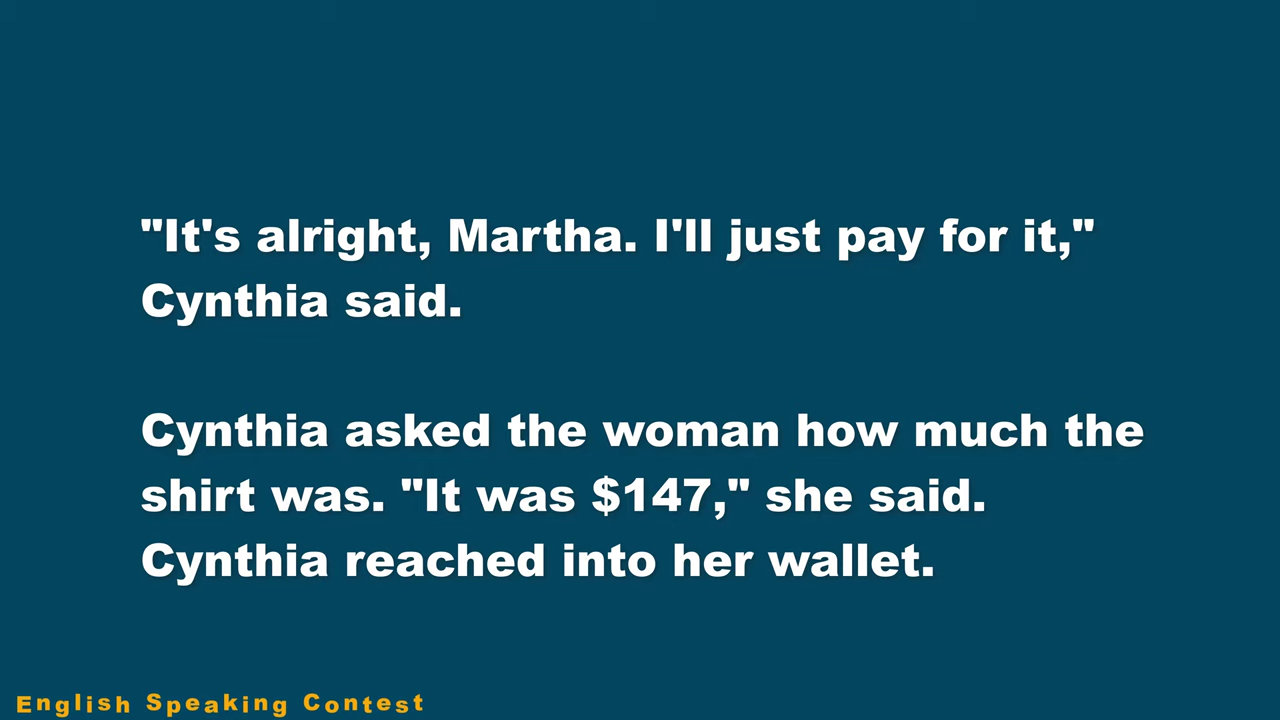 "It's alright, Martha. I'll just pay for it,"
Cynthia said.
Cynthia asked the woman how much the
shirt was. "It was $147," she said.
Cynthia reached into her wallet.
English Speaking Contest